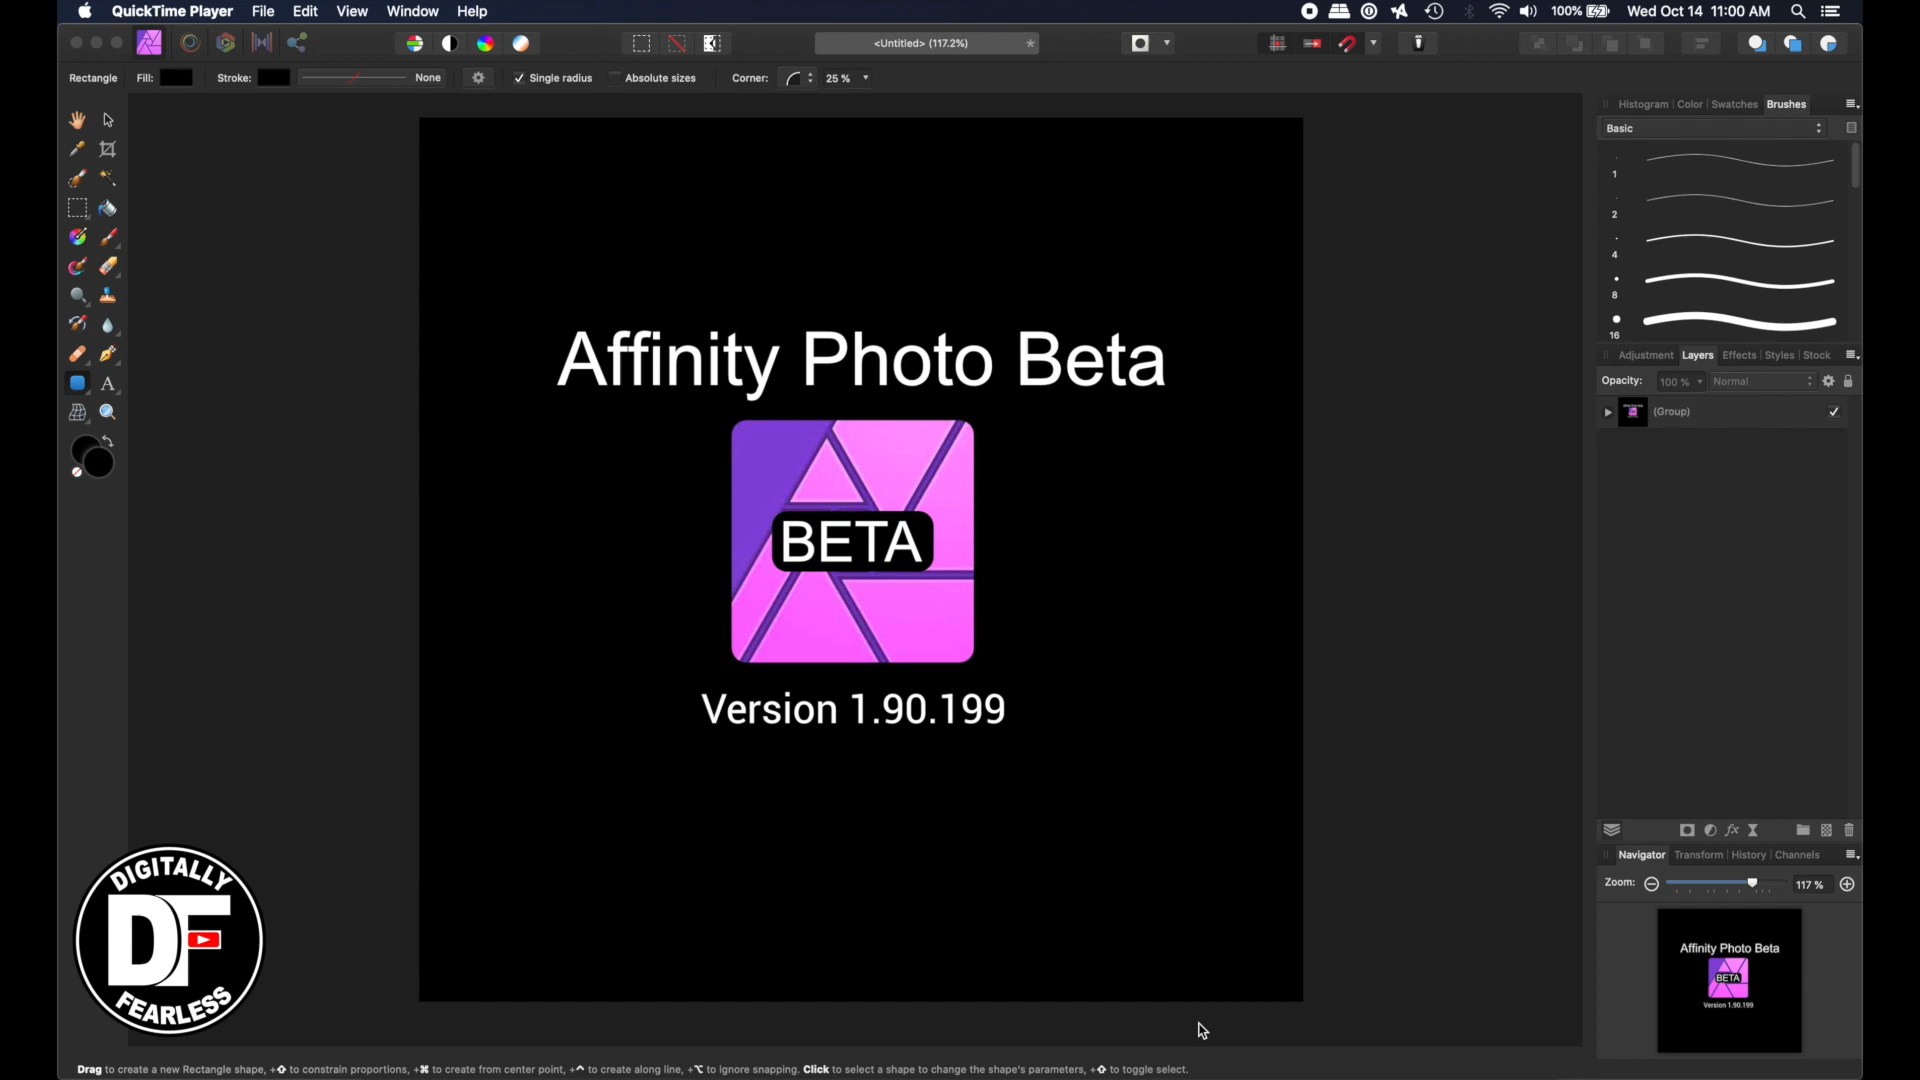 QuickTime Player File Edit View Window Help 100% Wed Oct 14 11:00 AM
<Untitled> (117.2%)
Rectangle Fill: Stroke: None Single radius Absolute sizes Corner: 25 %
Histogram Color Swatches Brushes
Basic
1
2
4
8
16
Adjustment Layers Effects Styles Stock
Opacity: 100 % Normal
(Group)
Affinity Photo Beta
BETA
Version 1.90.199
Navigator Transform History Channels
Zoom: 117 %
Affinity Photo Beta
BETA
Version 1.90.199
DIGITALLY
DF
FEARLESS
Drag to create a new Rectangle shape, +⇧ to constrain proportions, +⌘ to create from center point, +^ to create along line, +⌥ to ignore snapping. Click to select a shape to change the shape's parameters, +⇧ to toggle select.